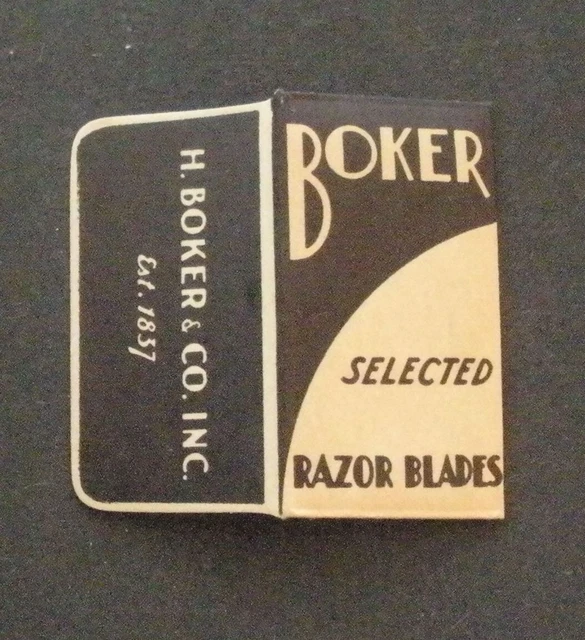 H. BOKER & CO. INC.
Est. 1837
BOKER
SELECTED
RAZOR BLADES